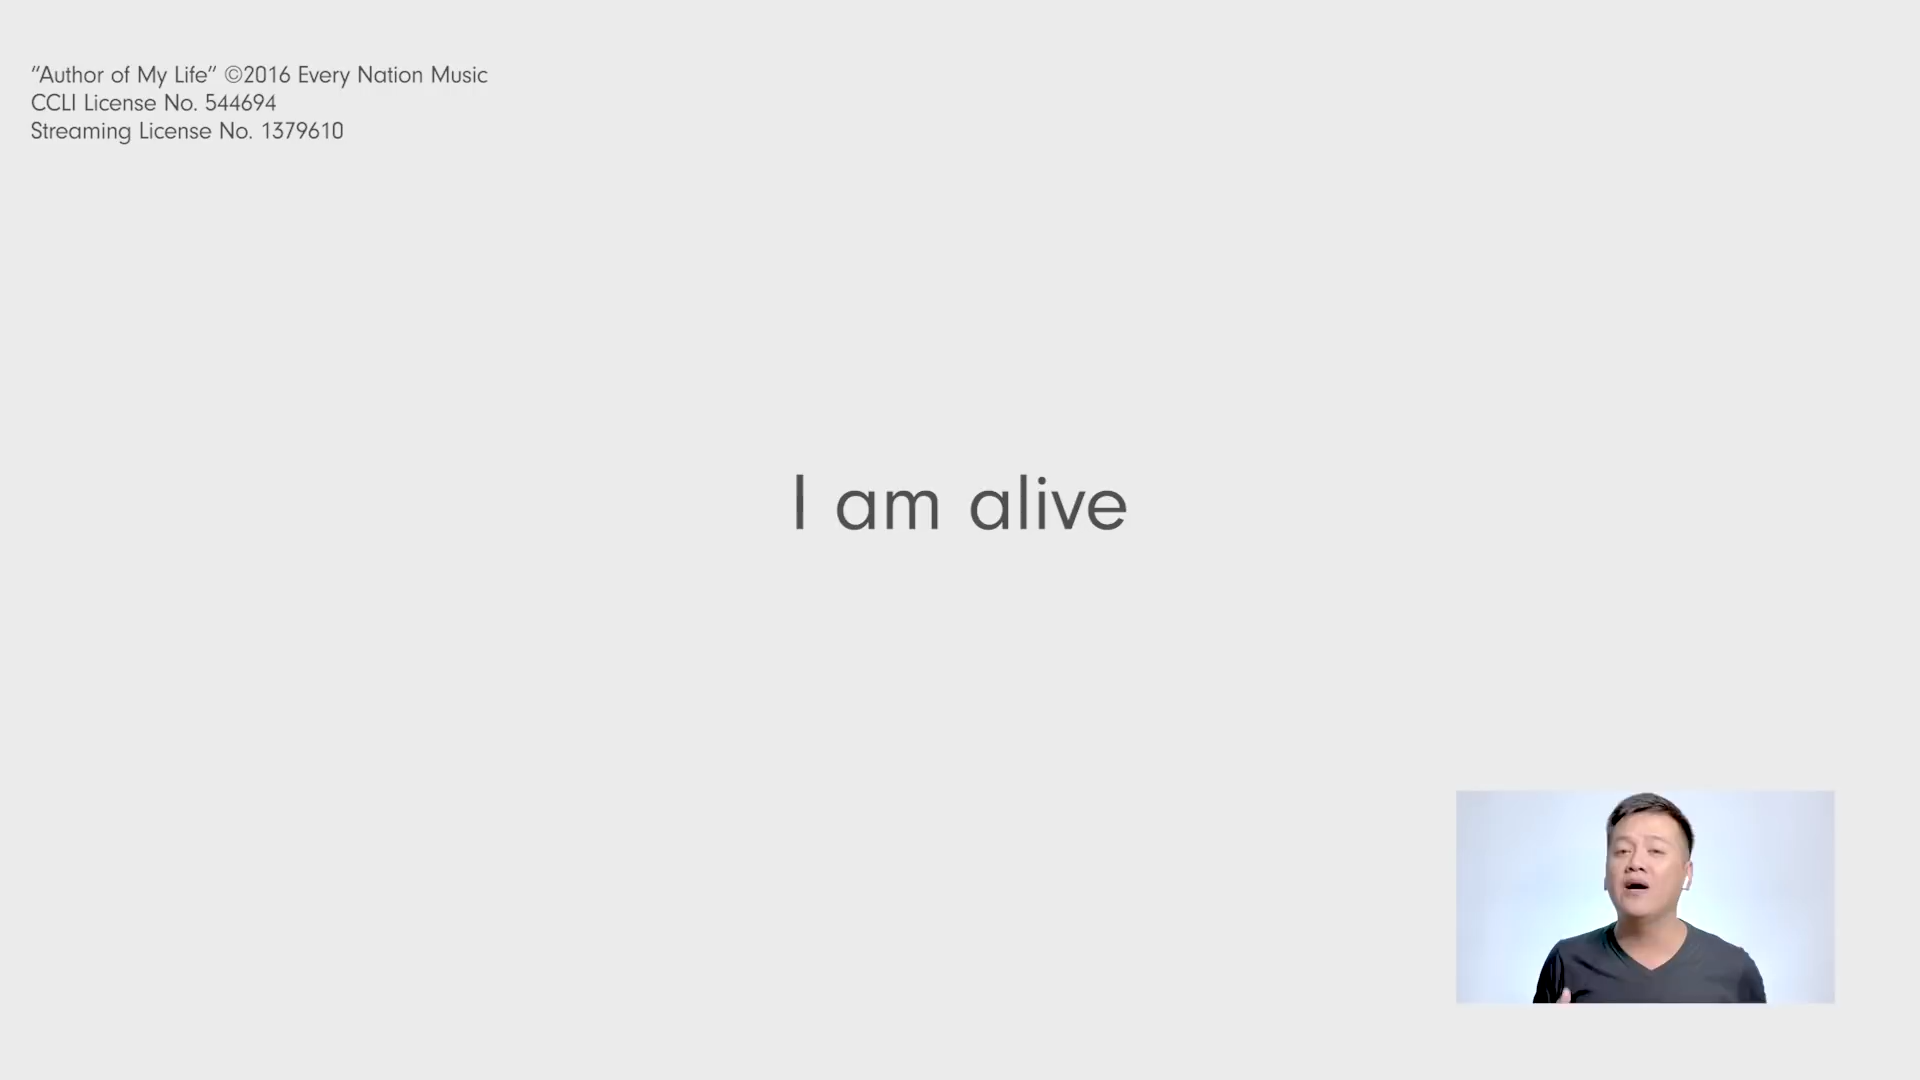 “Author of My Life” ©2016 Every Nation Music
CCLI License No. 544694
Streaming License No. 1379610
I am alive